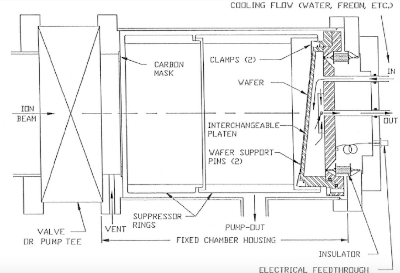 COOLING FLOW (WATER, FREON, ETC.)
CLAMPS (2)
CARBON
MASK
WAFER
IN
ION
BEAM
INTERCHANGEABLE
PLATEN
OUT
WAFER SUPPORT
PINS (2)
SUPPRESSOR
RINGS
VENT
PUMP-OUT
VALVE
OR PUMP TEE
FIXED CHAMBER HOUSING
INSULATOR
ELECTRICAL FEEDTHROUGH